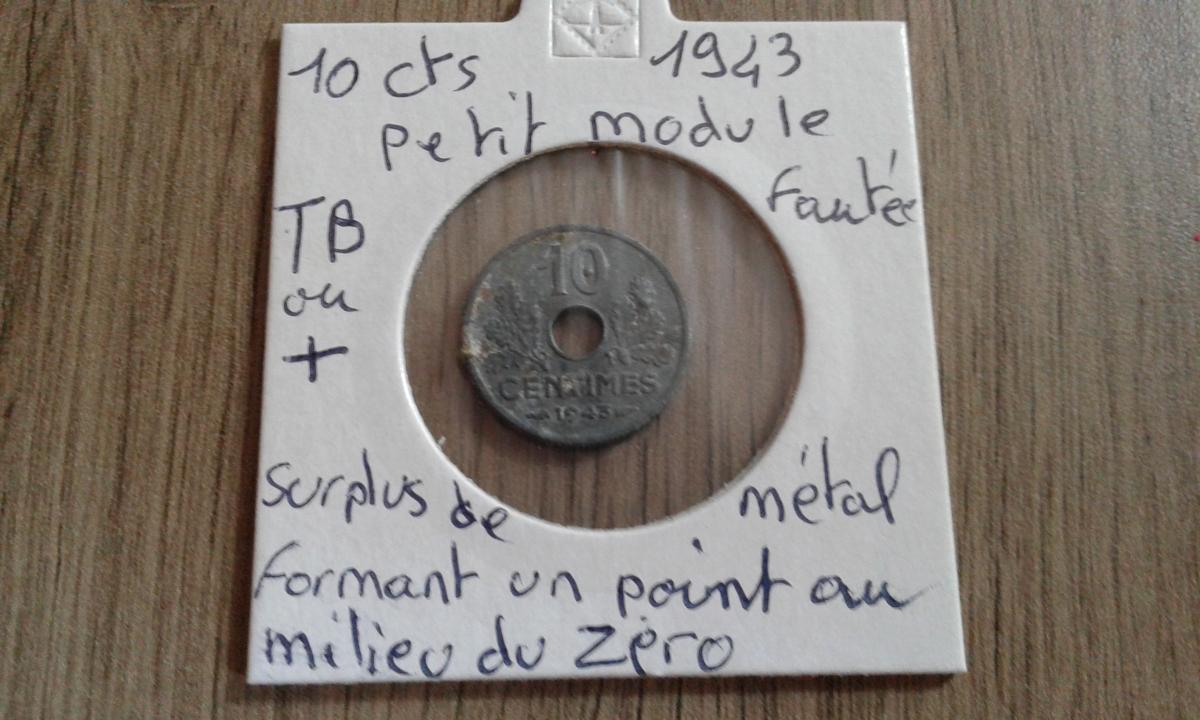 10 cts 1943
petit module
fautée
TB
ou
+
10
CENTIMES
1943
surplus de métal
formant un point au
milieu du zéro